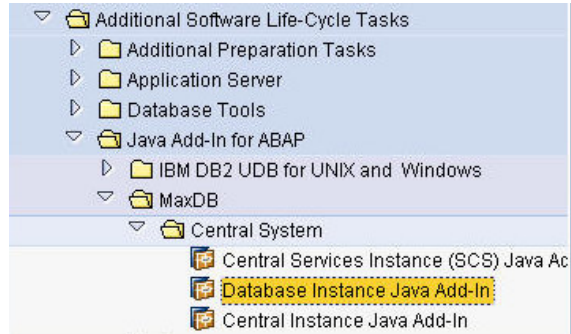 Additional Software Life-Cycle Tasks
Additional Preparation Tasks
Application Server
Database Tools
Java Add-In for ABAP
IBM DB2 UDB for UNIX and Windows
MaxDB
Central System
Central Services Instance (SCS) Java Ad
Database Instance Java Add-In
Central Instance Java Add-In